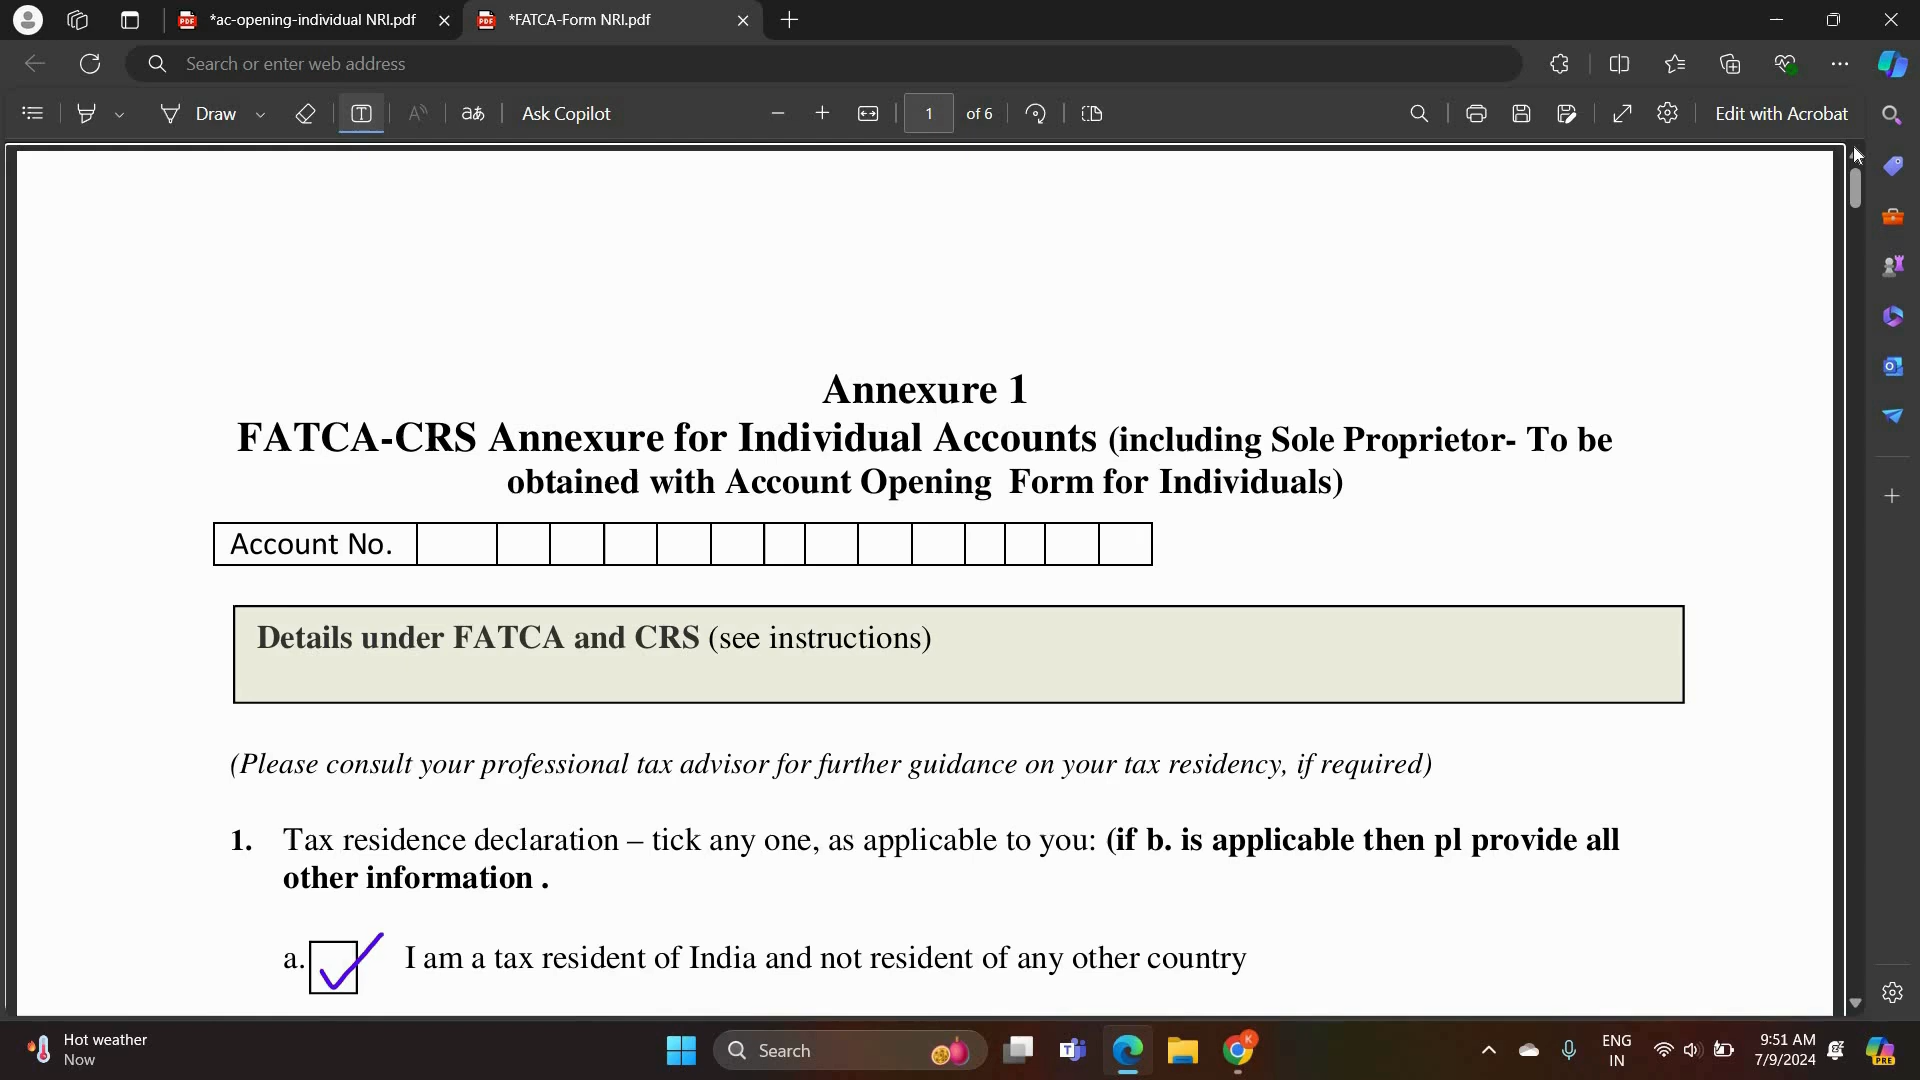 *ac-opening-individual NRI.pdf
*FATCA-Form NRI.pdf
Search or enter web address
Draw
aあ
Ask Copilot
1 of 6
Edit with Acrobat
Annexure 1
FATCA-CRS Annexure for Individual Accounts (including Sole Proprietor- To be
obtained with Account Opening Form for Individuals)
Account No.
Details under FATCA and CRS (see instructions)
(Please consult your professional tax advisor for further guidance on your tax residency, if required)
1. Tax residence declaration – tick any one, as applicable to you: (if b. is applicable then pl provide all
other information .
a. I am a tax resident of India and not resident of any other country
Hot weather
Now
Search
ENG
IN
9:51 AM
7/9/2024